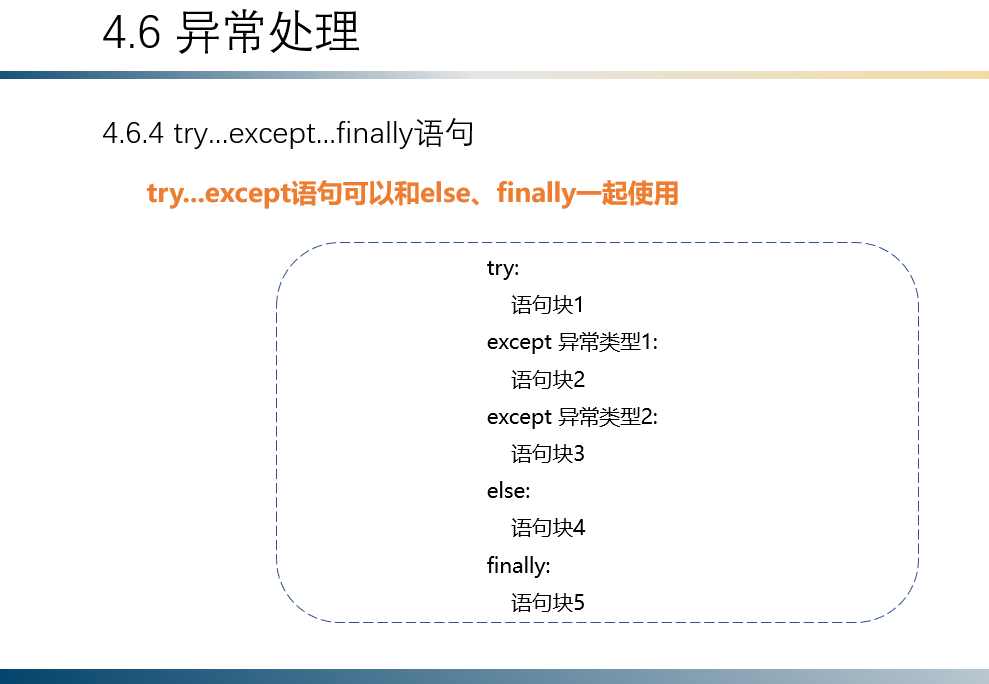 4.6 异常处理
4.6.4 try...except...finally语句
try...except语句可以和else、finally一起使用
try:
语句块1
except 异常类型1:
语句块2
except 异常类型2:
语句块3
else:
语句块4
finally:
语句块5